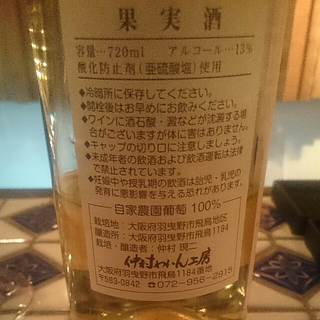 果実酒
容量…720ml アルコール…13%
酸化防止剤(亜硫酸塩)使用
◆冷暗所に保存してください。
◆開栓後はお早めにお飲みください。
◆ワインに酒石酸・澱などが沈澱する場
合がございますが体に害はありません。
◆キャップの切り口に注意しましょう。
◆未成年者の飲酒および飲酒運転は法律
で禁止されています。
◆妊娠中や授乳期の飲酒は胎児・乳児の
発育に悪影響を与える恐れがあります。
自家農園葡萄 100%
栽培地:大阪府羽曳野市飛鳥地区
醸造所:大阪府羽曳野市飛鳥1184
栽培・醸造者:仲村 現二
仲村わいん工房
大阪府羽曳野市飛鳥1184番地
〒583-0842 ☎072-956-2915